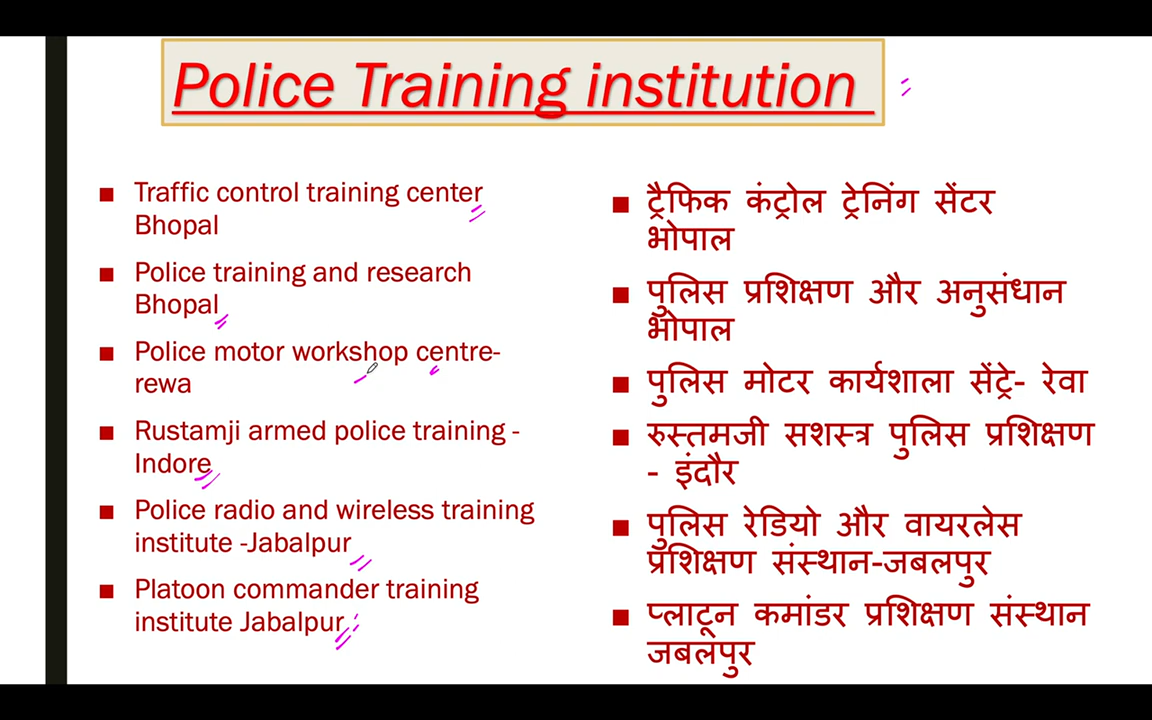 Police Training institution
Traffic control training center
Bhopal
Police training and research
Bhopal
Police motor workshop centre-
rewa
Rustamji armed police training -
Indore
Police radio and wireless training
institute -Jabalpur
Platoon commander training
institute Jabalpur
ट्रैफिक कंट्रोल ट्रेनिंग सेंटर
भोपाल
पुलिस प्रशिक्षण और अनुसंधान
भोपाल
पुलिस मोटर कार्यशाला सेंट्रे- रेवा
रुस्तमजी सशस्त्र पुलिस प्रशिक्षण
- इंदौर
पुलिस रेडियो और वायरलेस
प्रशिक्षण संस्थान-जबलपुर
प्लाटून कमांडर प्रशिक्षण संस्थान
जबलपुर